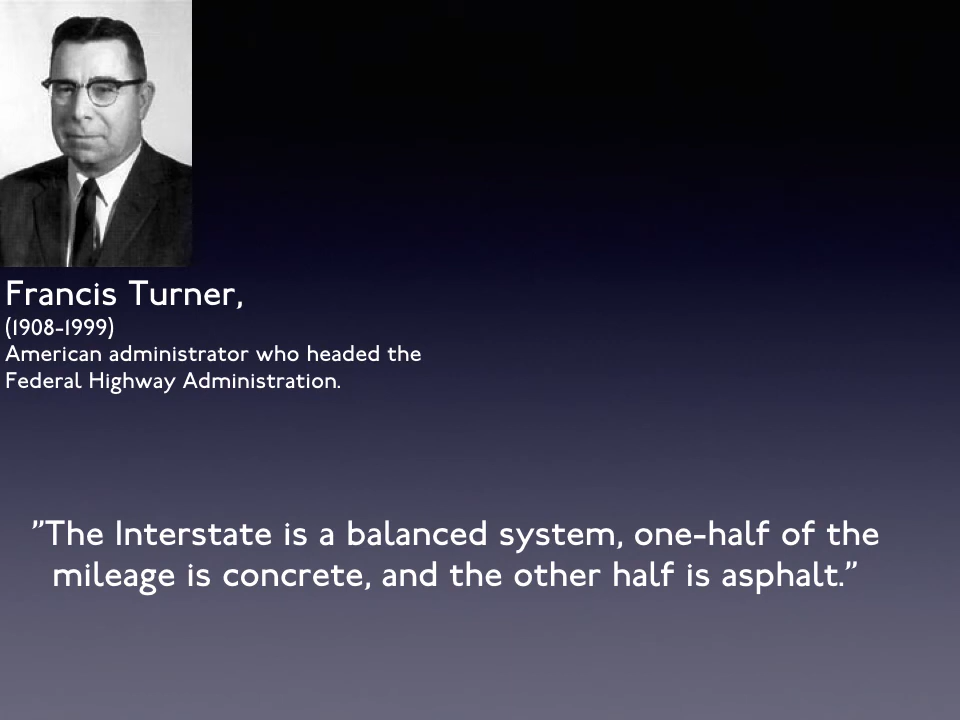 Francis Turner,
(1908-1999)
American administrator who headed the
Federal Highway Administration.
”The Interstate is a balanced system, one-half of the
mileage is concrete, and the other half is asphalt.”